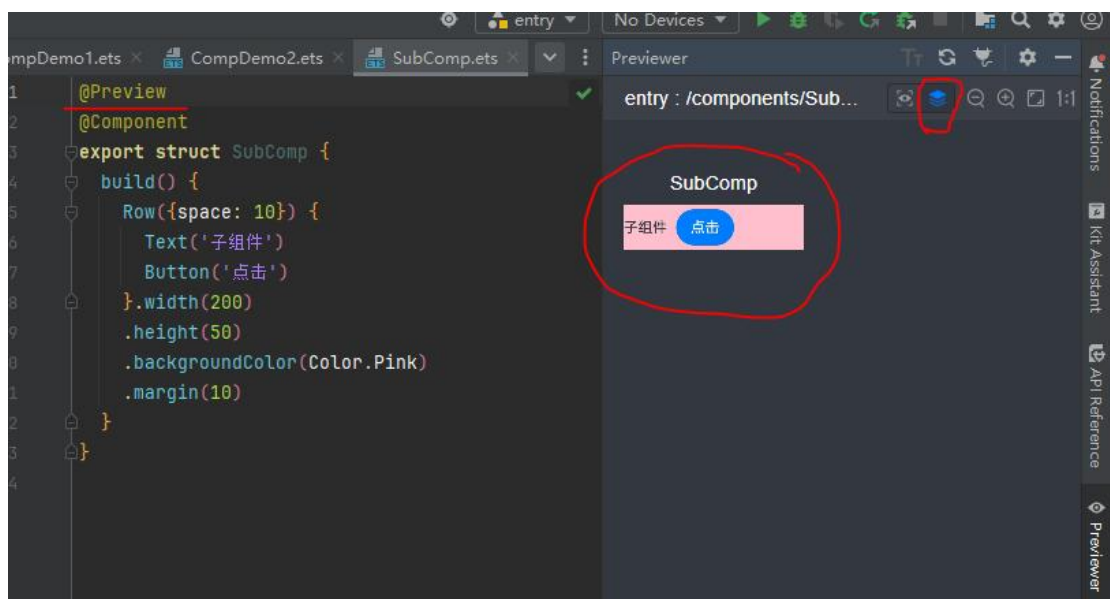 entry
No Devices
ompDemo1.ets
CompDemo2.ets
SubComp.ets
Previewer
1 @Preview
2 @Component
3 export struct SubComp {
4 build() {
5 Row({space: 10}) {
6 Text('子组件')
7 Button('点击')
8 }.width(200)
9 .height(50)
0 .backgroundColor(Color.Pink)
1 .margin(10)
2 }
3 }
4
entry : /components/Sub...
1:1
SubComp
子组件
点击
Notifications
Kit Assistant
API Reference
Previewer